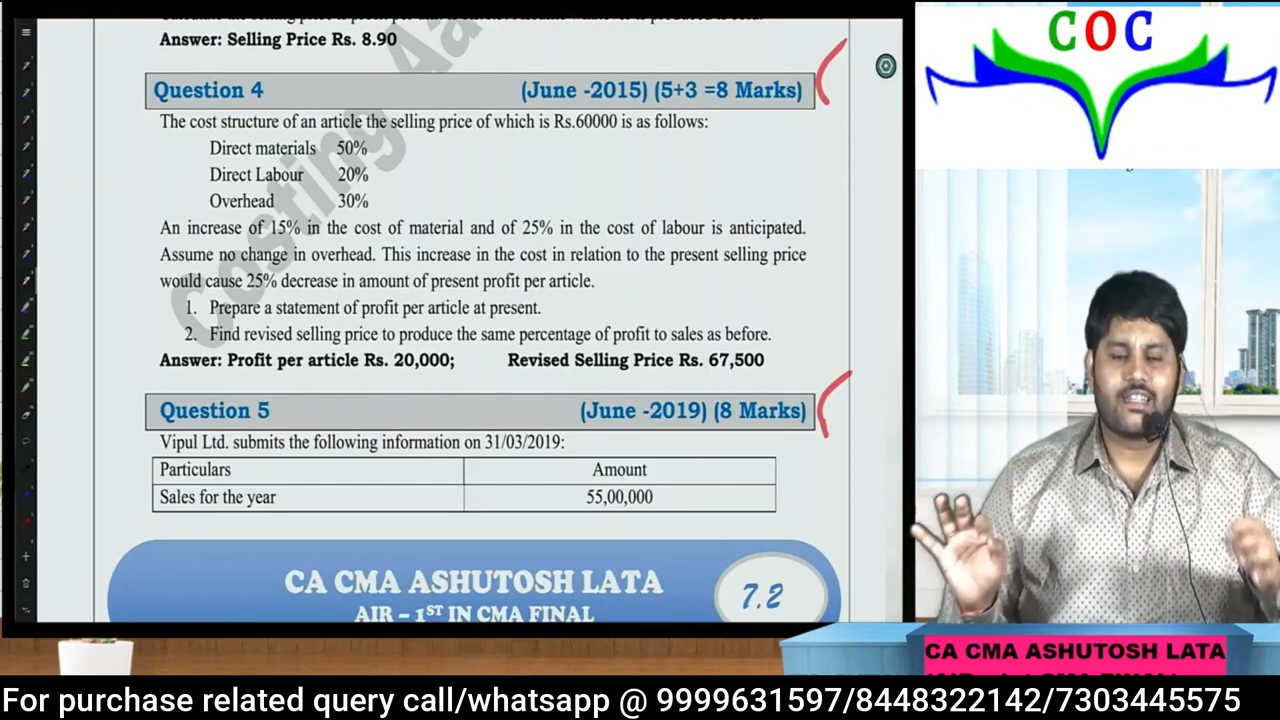 Answer: Selling Price Rs. 8.90
COC
Question 4 (June -2015) (5+3 =8 Marks)
The cost structure of an article the selling price of which is Rs.60000 is as follows:
Direct materials 50%
Direct Labour 20%
Overhead 30%
An increase of 15% in the cost of material and of 25% in the cost of labour is anticipated.
Assume no change in overhead. This increase in the cost in relation to the present selling price
would cause 25% decrease in amount of present profit per article.
1. Prepare a statement of profit per article at present.
2. Find revised selling price to produce the same percentage of profit to sales as before.
Answer: Profit per article Rs. 20,000; Revised Selling Price Rs. 67,500
Question 5 (June -2019) (8 Marks)
Vipul Ltd. submits the following information on 31/03/2019:
Particulars Amount
Sales for the year 55,00,000
CA CMA ASHUTOSH LATA
AIR – 1ST IN CMA FINAL
7.2
Costing
CA CMA ASHUTOSH LATA
For purchase related query call/whatsapp @ 9999631597/8448322142/7303445575